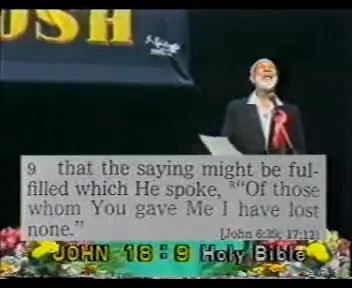 OSH
9 that the saying might be ful-
filled which He spoke, "Of those
whom You gave Me I have lost
none."
[John 6:39; 17:12]
JOHN 18:9 Holy Bible